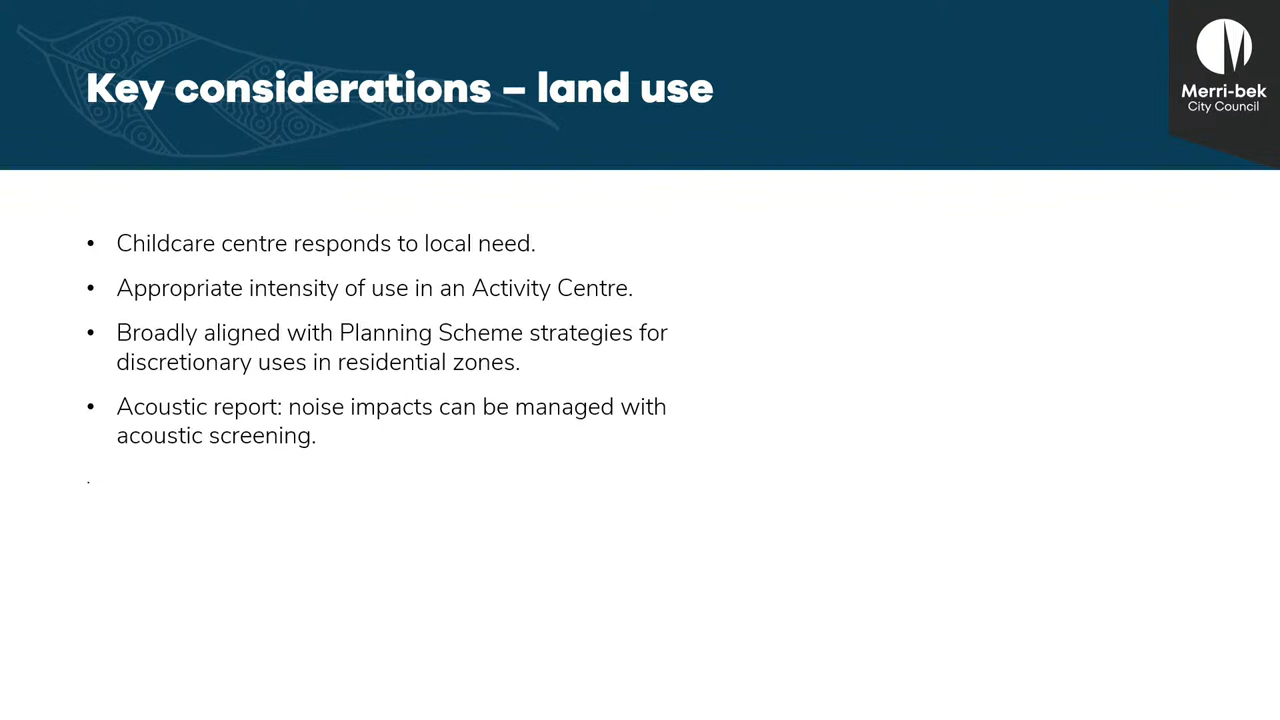 Key considerations – land use
Merri-bek
City Council
• Childcare centre responds to local need.
• Appropriate intensity of use in an Activity Centre.
• Broadly aligned with Planning Scheme strategies for
discretionary uses in residential zones.
• Acoustic report: noise impacts can be managed with
acoustic screening.
.